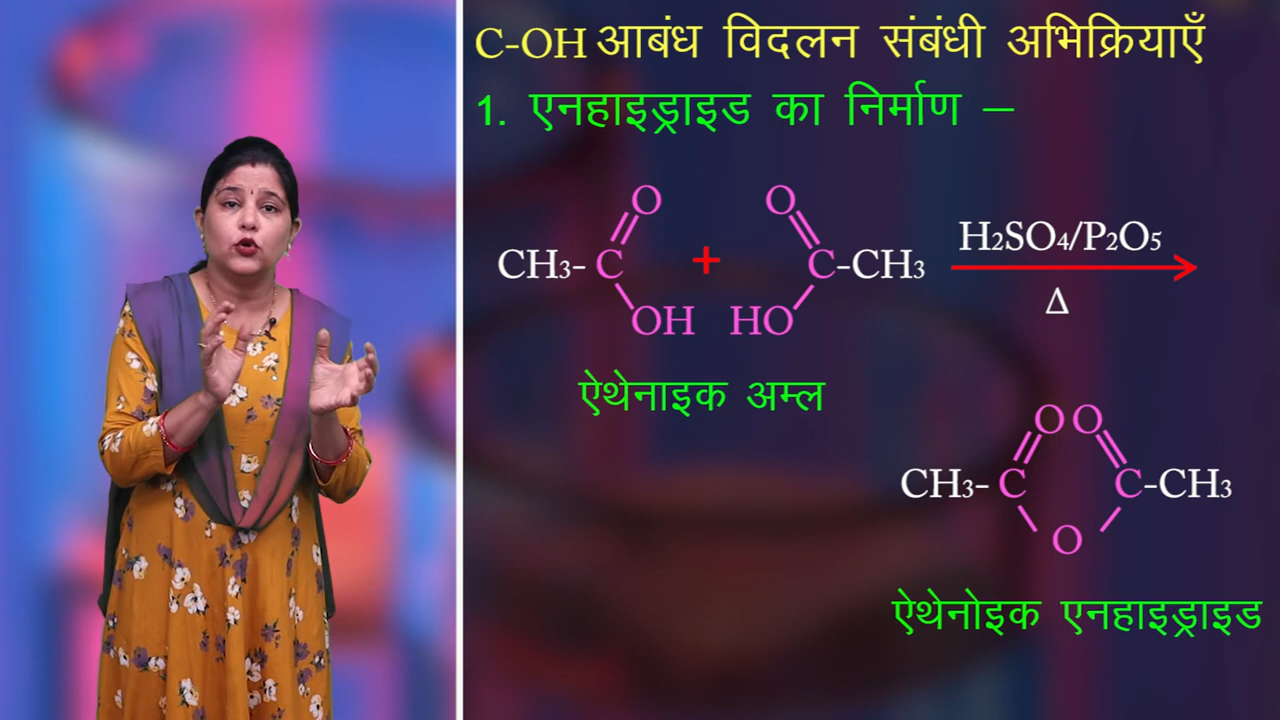 C-OH आबंध विदलन संबंधी अभिक्रियाएँ
1. एनहाइड्राइड का निर्माण –
O O
CH3- C + C-CH3 H2SO4/P2O5
OH HO Δ
ऐथेनाइक अम्ल
O O
CH3- C C-CH3
O
ऐथेनोइक एनहाइड्राइड